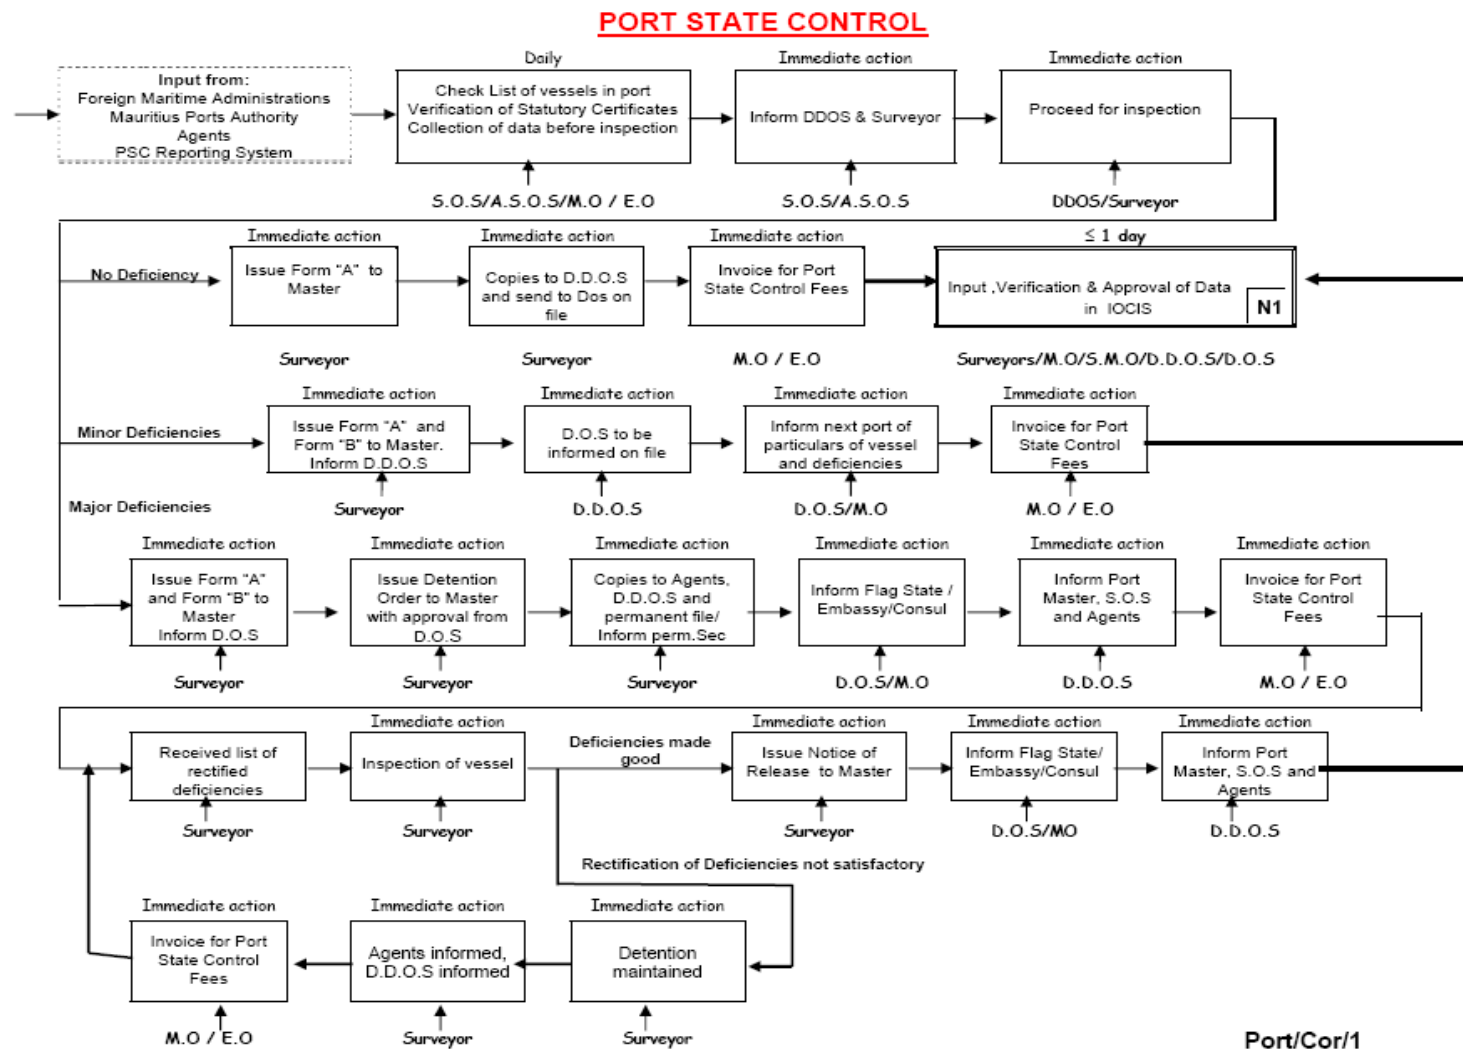 PORT STATE CONTROL
Daily
Immediate action
Immediate action
Input from:
Foreign Maritime Administrations
Mauritius Ports Authority
Agents
PSC Reporting System
Check List of vessels in port
Verification of Statutory Certificates
Collection of data before inspection
Inform DDOS & Surveyor
Proceed for inspection
S.O.S/A.S.O.S/M.O / E.O
S.O.S/A.S.O.S
DDOS/Surveyor
Immediate action
Immediate action
Immediate action
≤ 1 day
No Deficiency
Issue Form "A" to
Master
Copies to D.D.O.S
and send to Dos on
file
Invoice for Port
State Control Fees
Input ,Verification & Approval of Data
in IOCIS
N1
Surveyor
Surveyor
M.O / E.O
Surveyors/M.O/S.M.O/D.D.O.S/D.O.S
Immediate action
Immediate action
Immediate action
Immediate action
Minor Deficiencies
Issue Form "A" and
Form "B" to Master.
Inform D.D.O.S
D.O.S to be
informed on file
Inform next port of
particulars of vessel
and deficiencies
Invoice for Port
State Control
Fees
Surveyor
D.D.O.S
D.O.S/M.O
M.O / E.O
Major Deficiencies
Immediate action
Immediate action
Immediate action
Immediate action
Immediate action
Immediate action
Issue Form "A"
and Form "B" to
Master
Inform D.O.S
Issue Detention
Order to Master
with approval from
D.O.S
Copies to Agents,
D.D.O.S and
permanent file/
Inform perm.Sec
Inform Flag State /
Embassy/Consul
Inform Port
Master, S.O.S
and Agents
Invoice for Port
State Control
Fees
Surveyor
Surveyor
Surveyor
D.O.S/M.O
D.D.O.S
M.O / E.O
Immediate action
Immediate action
Immediate action
Immediate action
Received list of
rectified
deficiencies
Inspection of vessel
Deficiencies made
good
Issue Notice of
Release to Master
Inform Flag State/
Embassy/Consul
Inform Port
Master, S.O.S and
Agents
Surveyor
Surveyor
Surveyor
D.O.S/MO
D.D.O.S
Rectification of Deficiencies not satisfactory
Immediate action
Immediate action
Immediate action
Invoice for Port
State Control
Fees
Agents informed,
D.D.O.S informed
Detention
maintained
M.O / E.O
Surveyor
Surveyor
Port/Cor/1